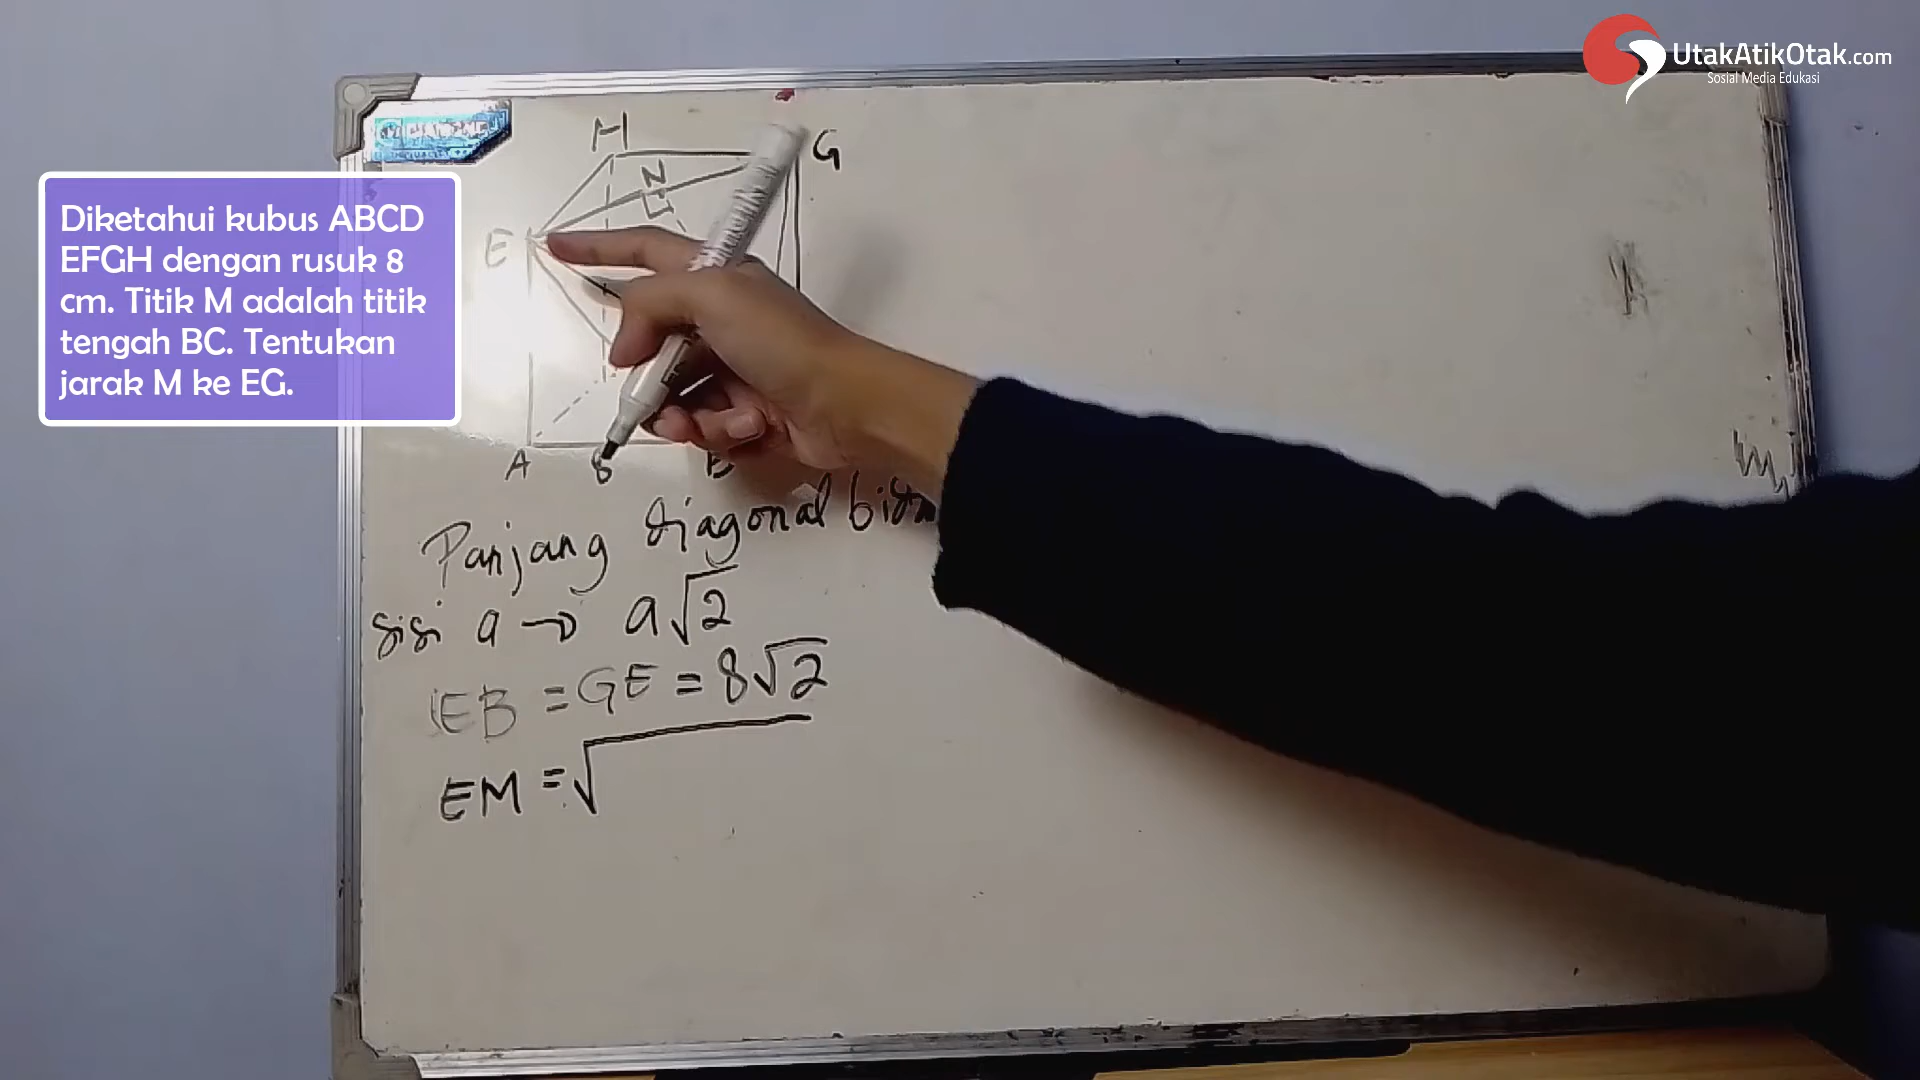 UtakAtikOtak.com
Sosial Media Edukasi
Diketahui kubus ABCD
EFGH dengan rusuk 8
cm. Titik M adalah titik
tengah BC. Tentukan
jarak M ke EG.
H
G
N
E
A 8 B
Panjang diagonal
sisi a → a√2
EB = GE = 8√2
EM = √